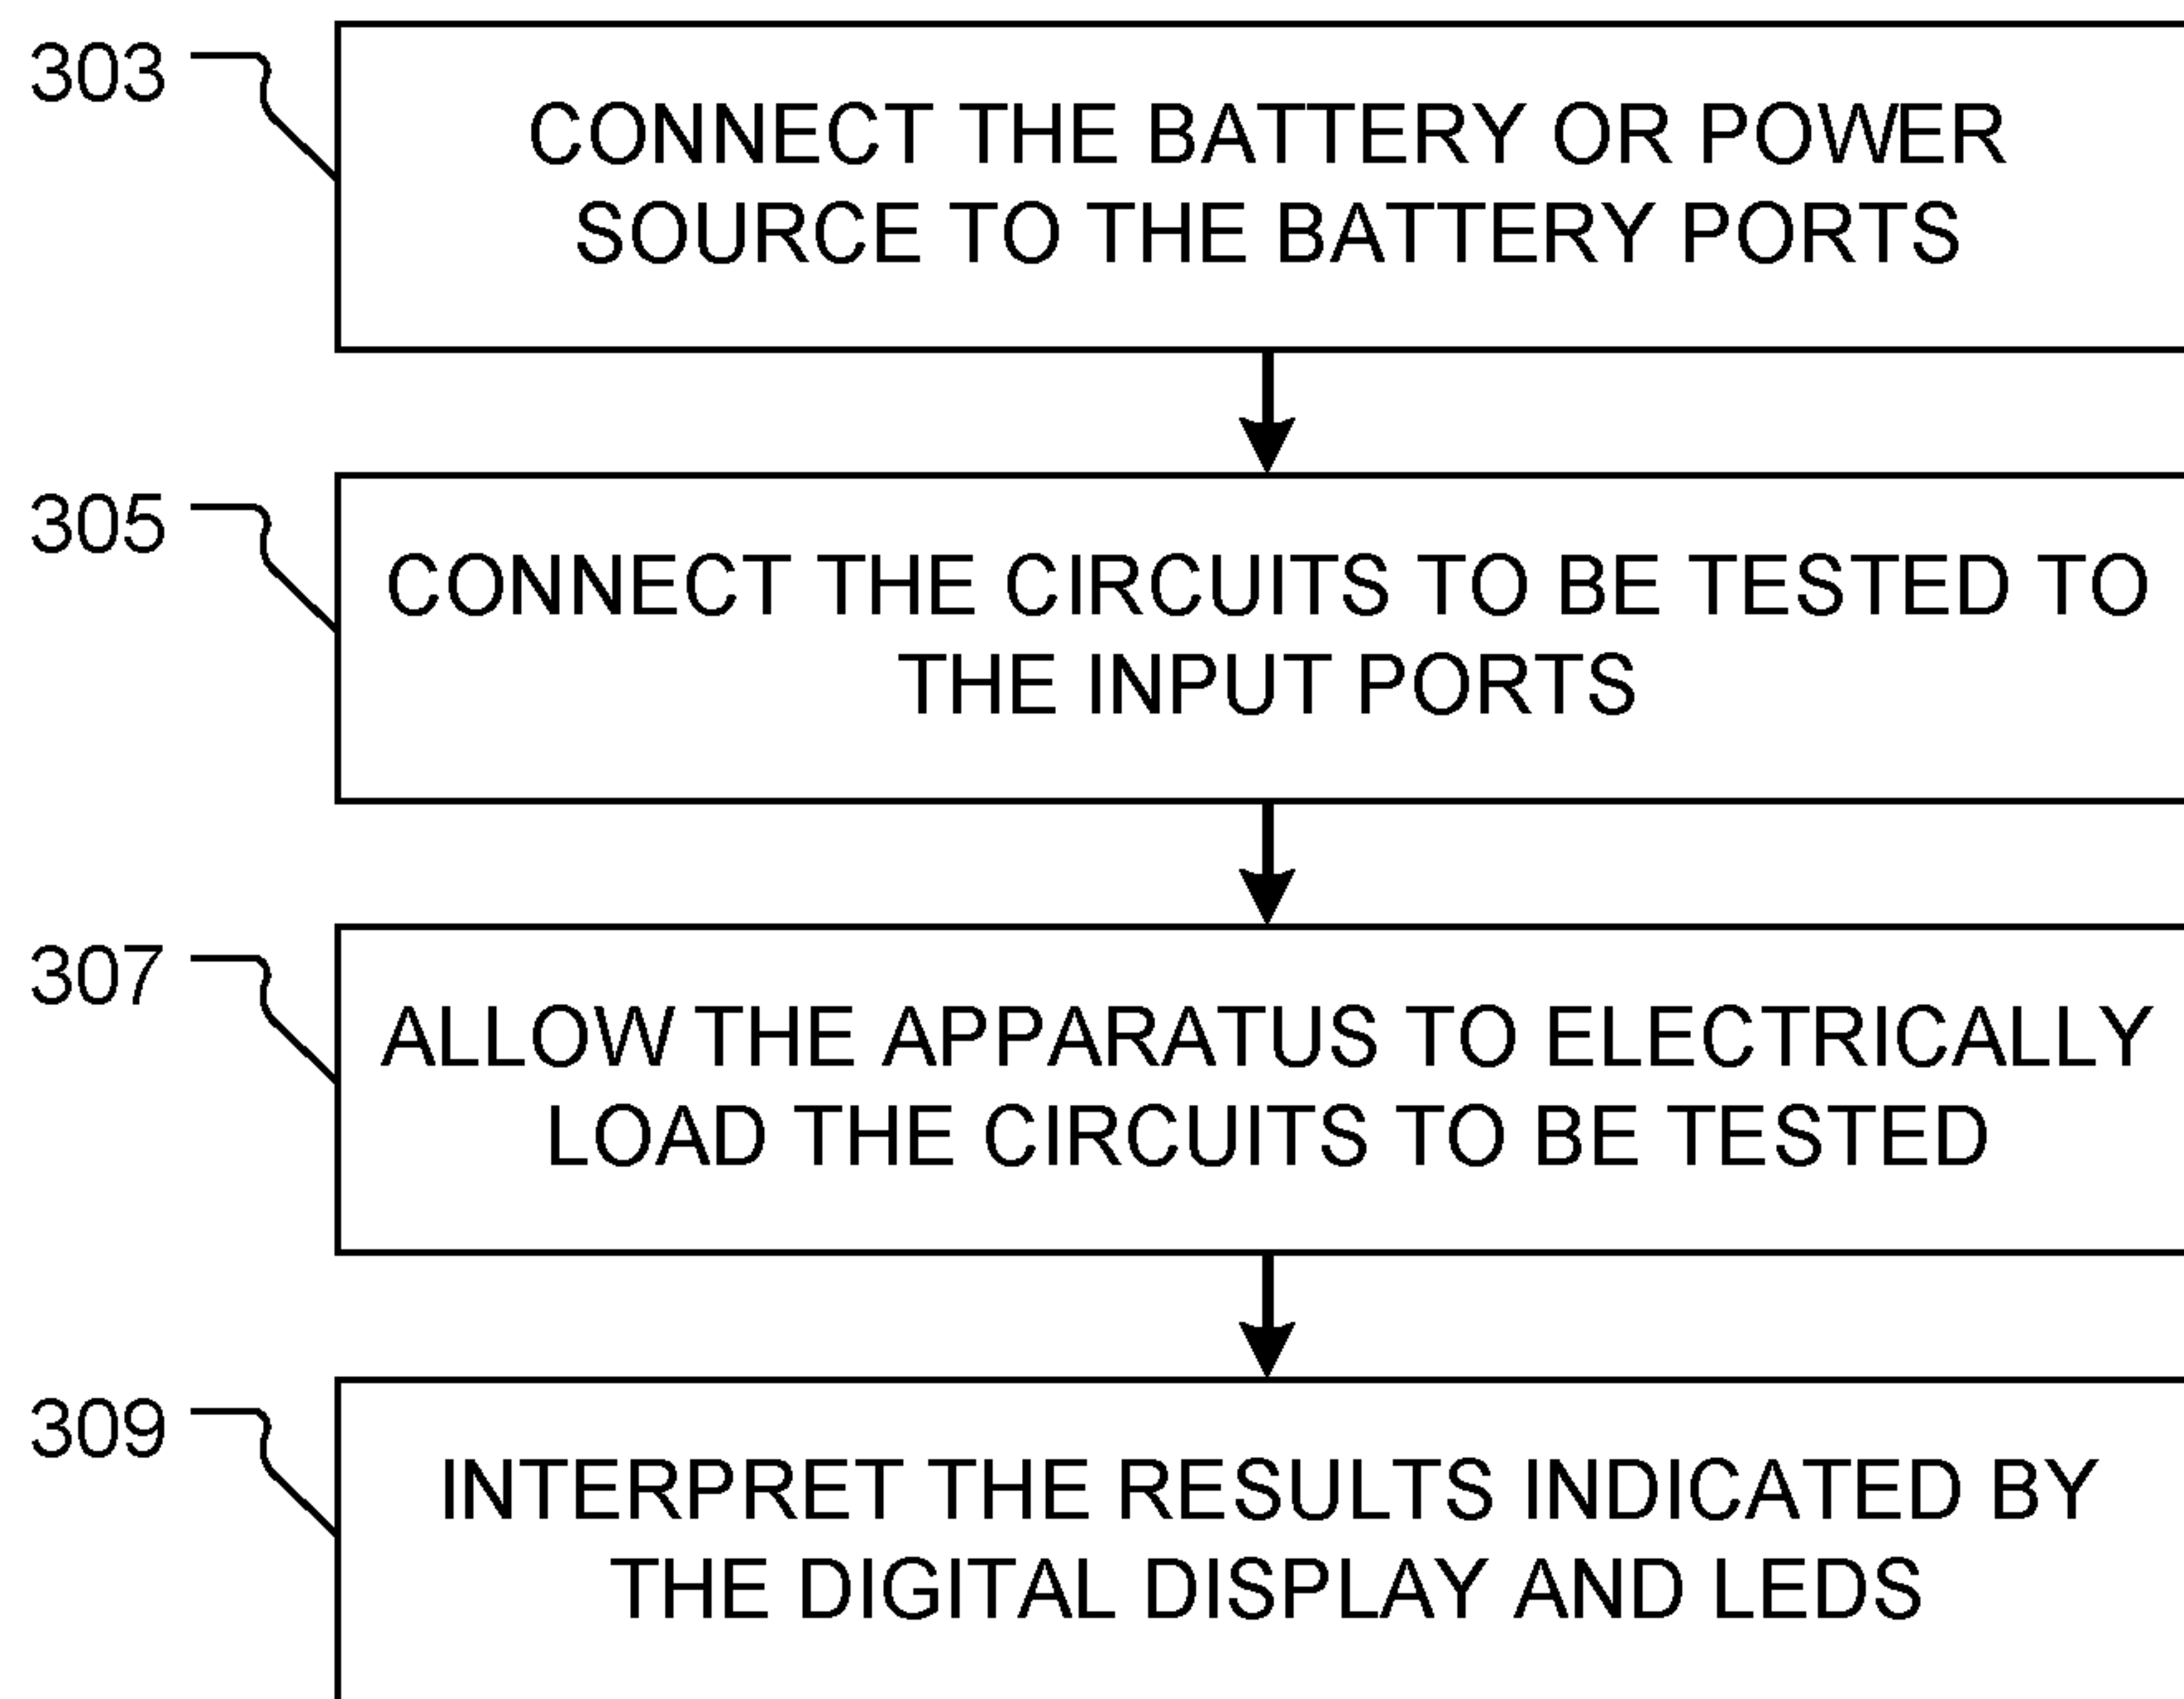 303
CONNECT THE BATTERY OR POWER
SOURCE TO THE BATTERY PORTS
305
CONNECT THE CIRCUITS TO BE TESTED TO
THE INPUT PORTS
307
ALLOW THE APPARATUS TO ELECTRICALLY
LOAD THE CIRCUITS TO BE TESTED
309
INTERPRET THE RESULTS INDICATED BY
THE DIGITAL DISPLAY AND LEDS